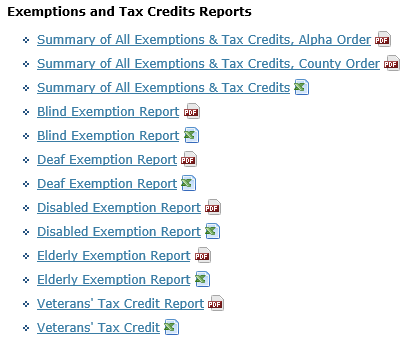 Exemptions and Tax Credits Reports
Summary of All Exemptions & Tax Credits, Alpha Order PDF
Summary of All Exemptions & Tax Credits, County Order PDF
Summary of All Exemptions & Tax Credits
Blind Exemption Report PDF
Blind Exemption Report
Deaf Exemption Report PDF
Deaf Exemption Report
Disabled Exemption Report PDF
Disabled Exemption Report
Elderly Exemption Report PDF
Elderly Exemption Report
Veterans' Tax Credit Report PDF
Veterans' Tax Credit